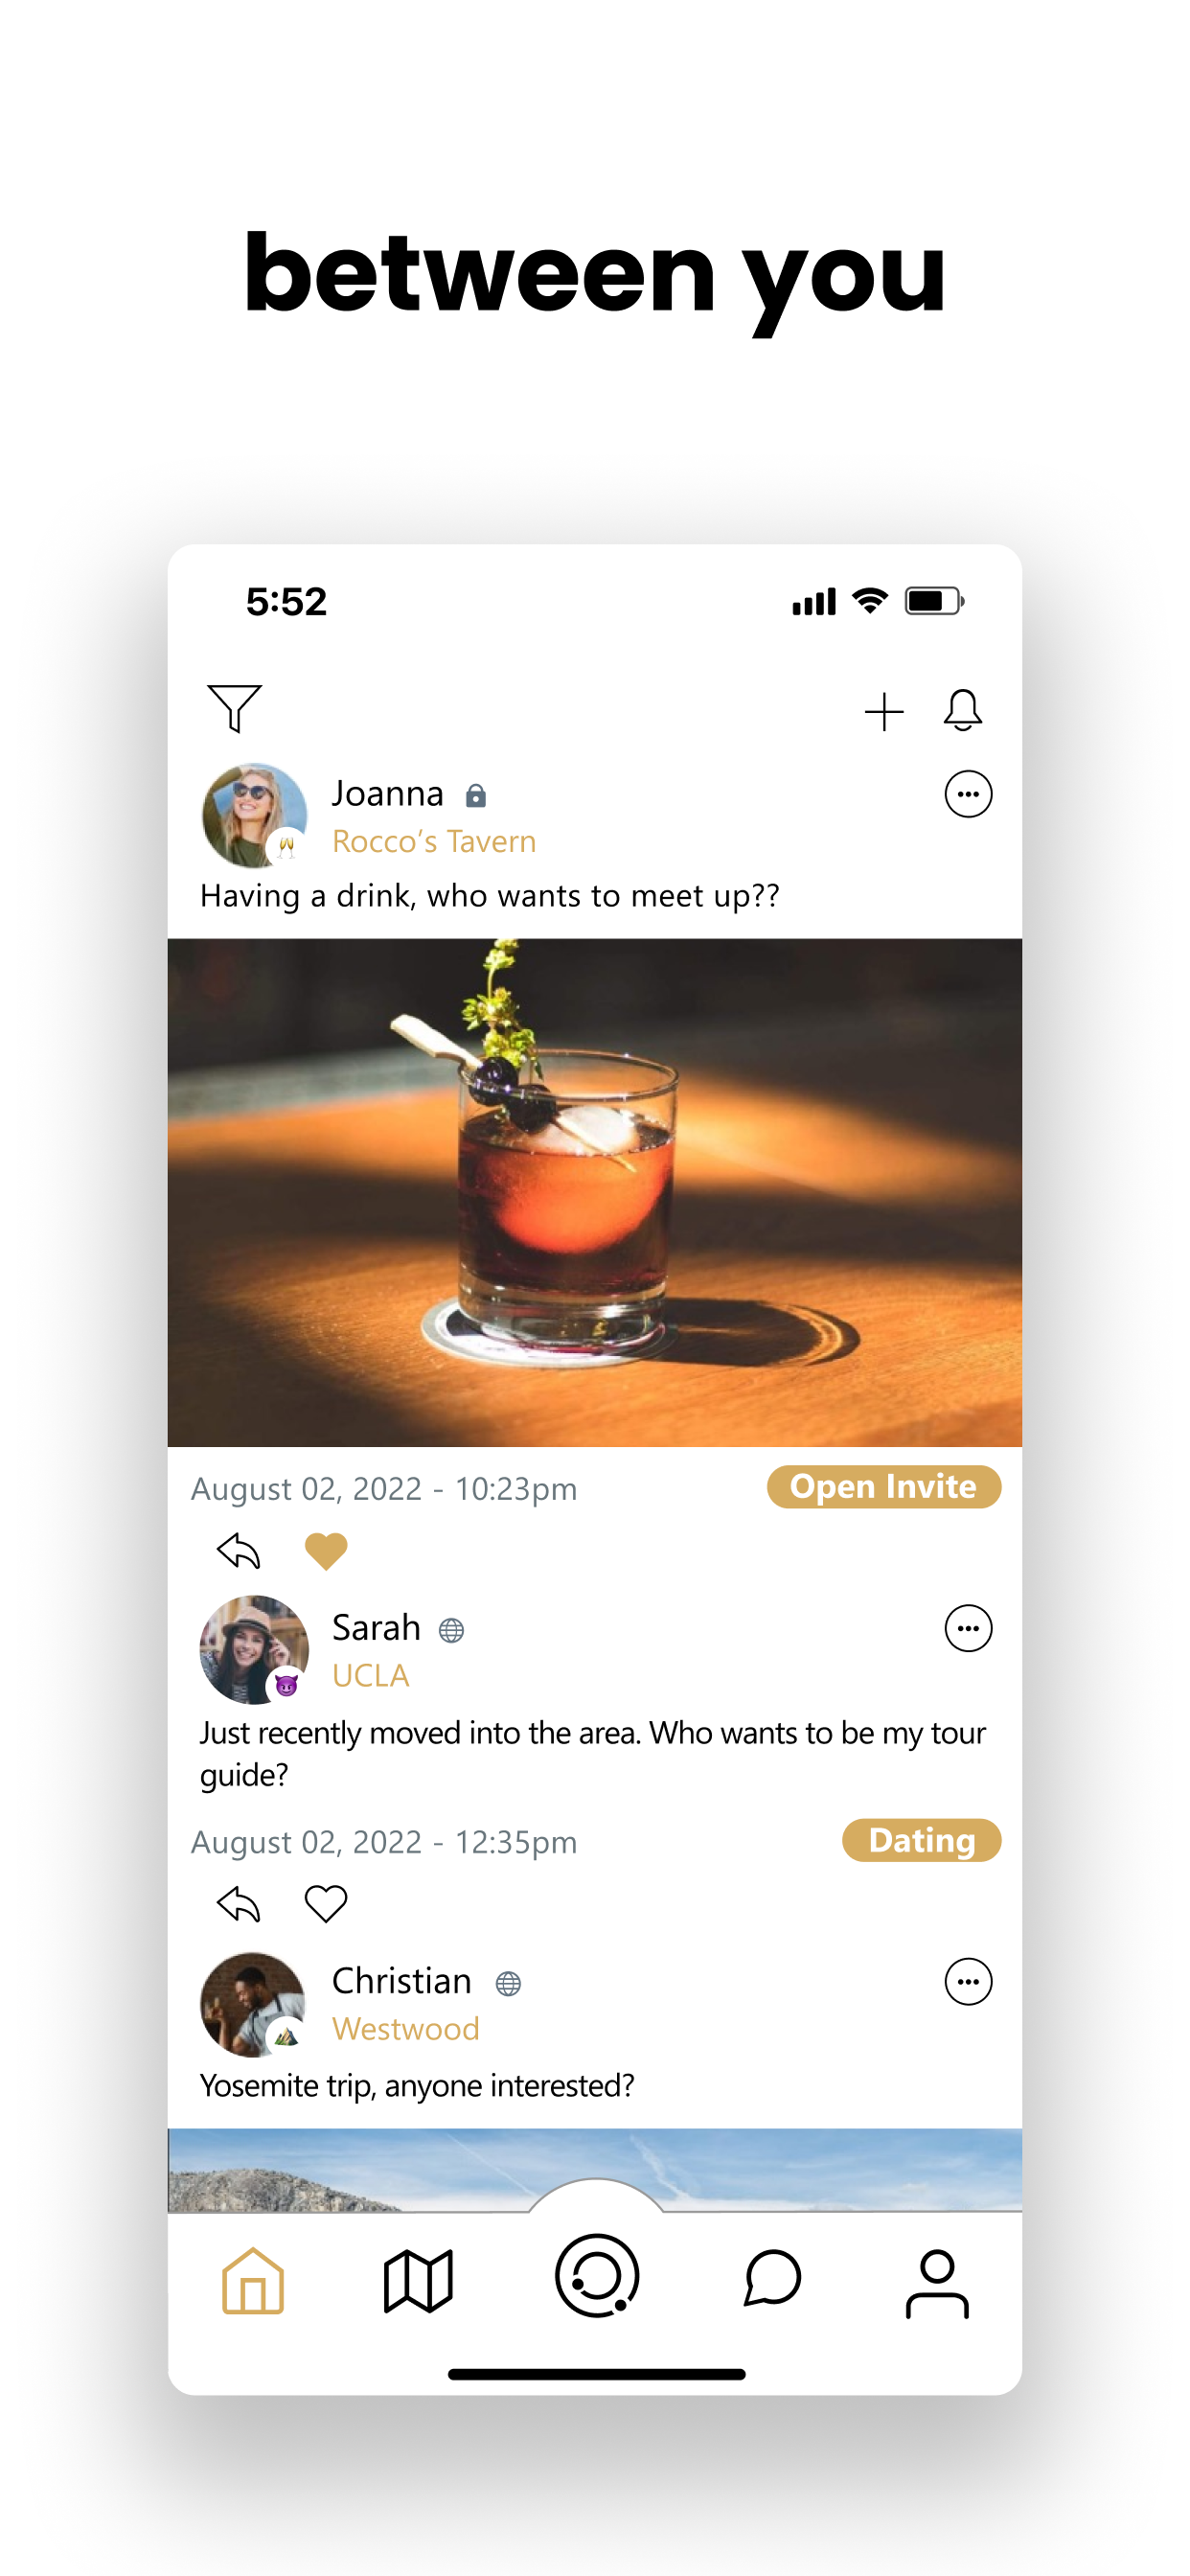 between you
5:52
Joanna
Rocco’s Tavern
Having a drink, who wants to meet up??
August 02, 2022 - 10:23pm
Open Invite
Sarah
UCLA
Just recently moved into the area. Who wants to be my tour
guide?
August 02, 2022 - 12:35pm
Dating
Christian
Westwood
Yosemite trip, anyone interested?